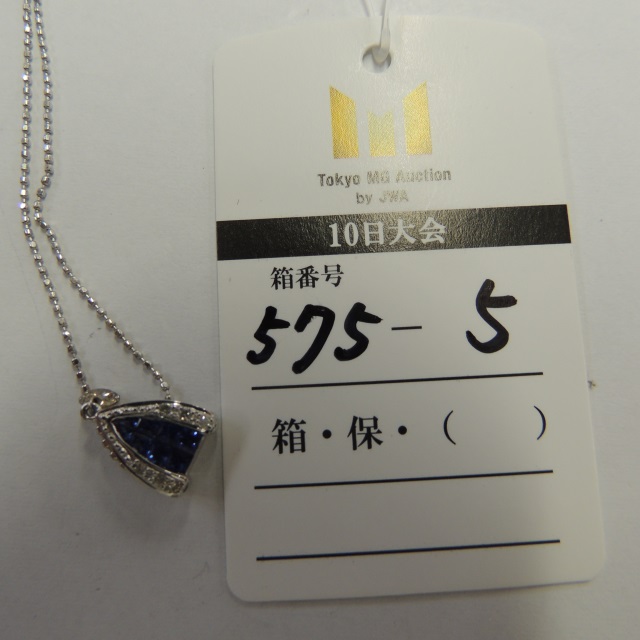 Tokyo MG Auction
by JWA
10日大会
箱番号
575－5
箱・保・（　　）